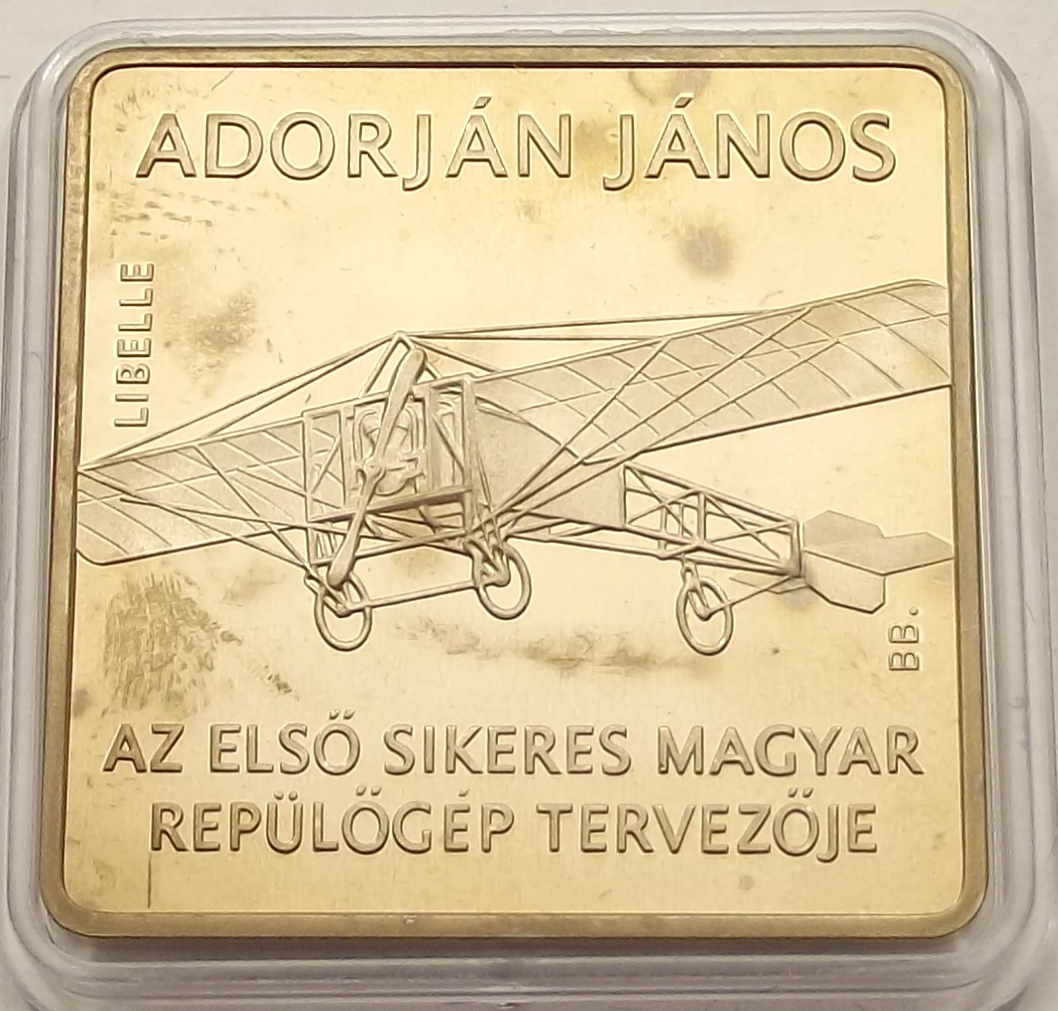 ADORJÁN JÁNOS
LIBELLE
BB.
AZ ELSŐ SIKERES MAGYAR
REPÜLŐGÉP TERVEZŐJE